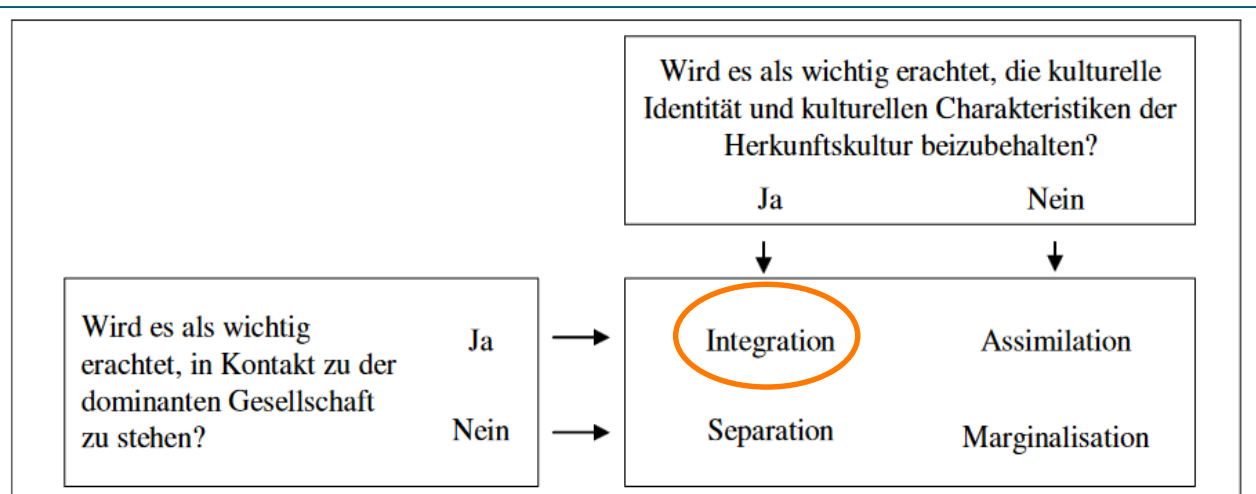 Wird es als wichtig erachtet, die kulturelle
Identität und kulturellen Charakteristiken der
Herkunftskultur beizubehalten?
Ja Nein
Wird es als wichtig
erachtet, in Kontakt zu der
dominanten Gesellschaft
zu stehen?
Ja
Nein
Integration Assimilation
Separation Marginalisation